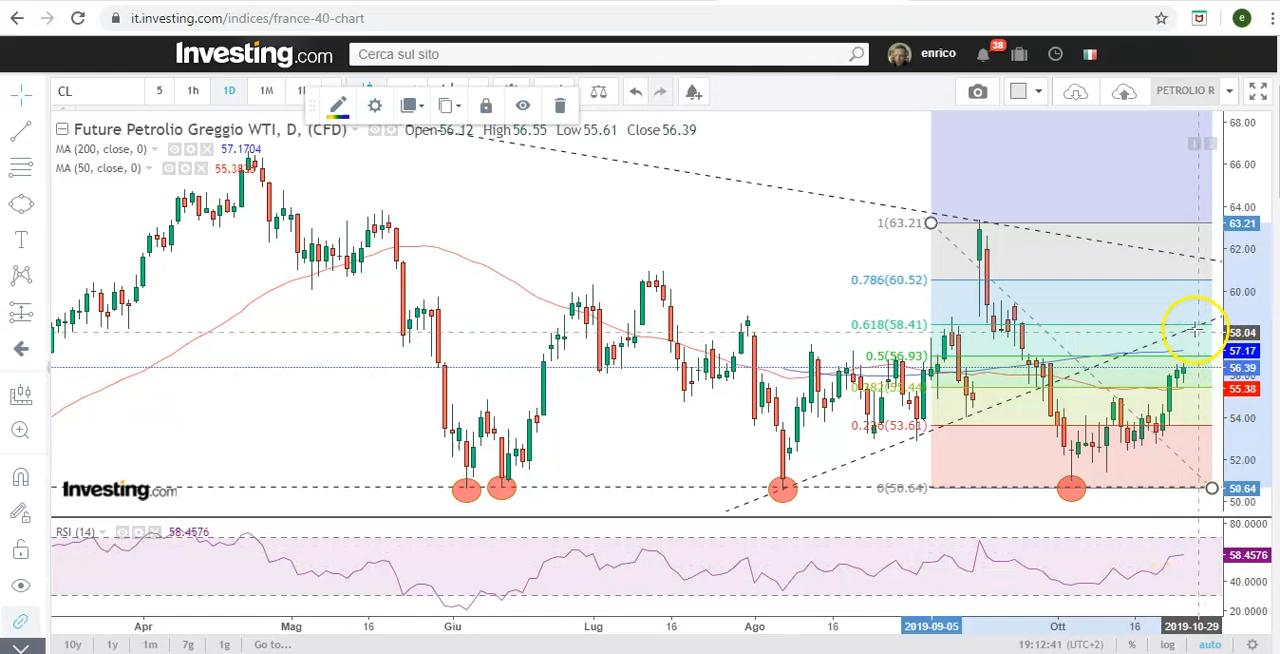 it.investing.com/indices/france-40-chart
e
Investing.com
Cerca sul sito
enrico
38
CL
5
1h
1D
1M
PETROLIO R
Future Petrolio Greggio WTI, D, (CFD)
Open 56.12 High 56.55 Low 55.61 Close 56.39
MA (200, close, 0)
57.1704
MA (50, close, 0)
68.00
66.00
64.00
63.21
62.00
60.00
58.04
57.17
56.39
55.38
54.00
52.00
50.64
50.00
1(63.21)
0.786(60.52)
0.618(58.41)
0.5(56.93)
0.236(53.61)
0(50.64)
Investing.com
RSI (14)
58.4576
80.0000
58.4576
40.0000
20.0000
Apr
Mag
16
Giu
Lug
16
Ago
16
2019-09-05
Ott
16
2019-10-29
10y
1y
1m
7g
1g
Go to...
19:12:41 (UTC+2)
%
log
auto